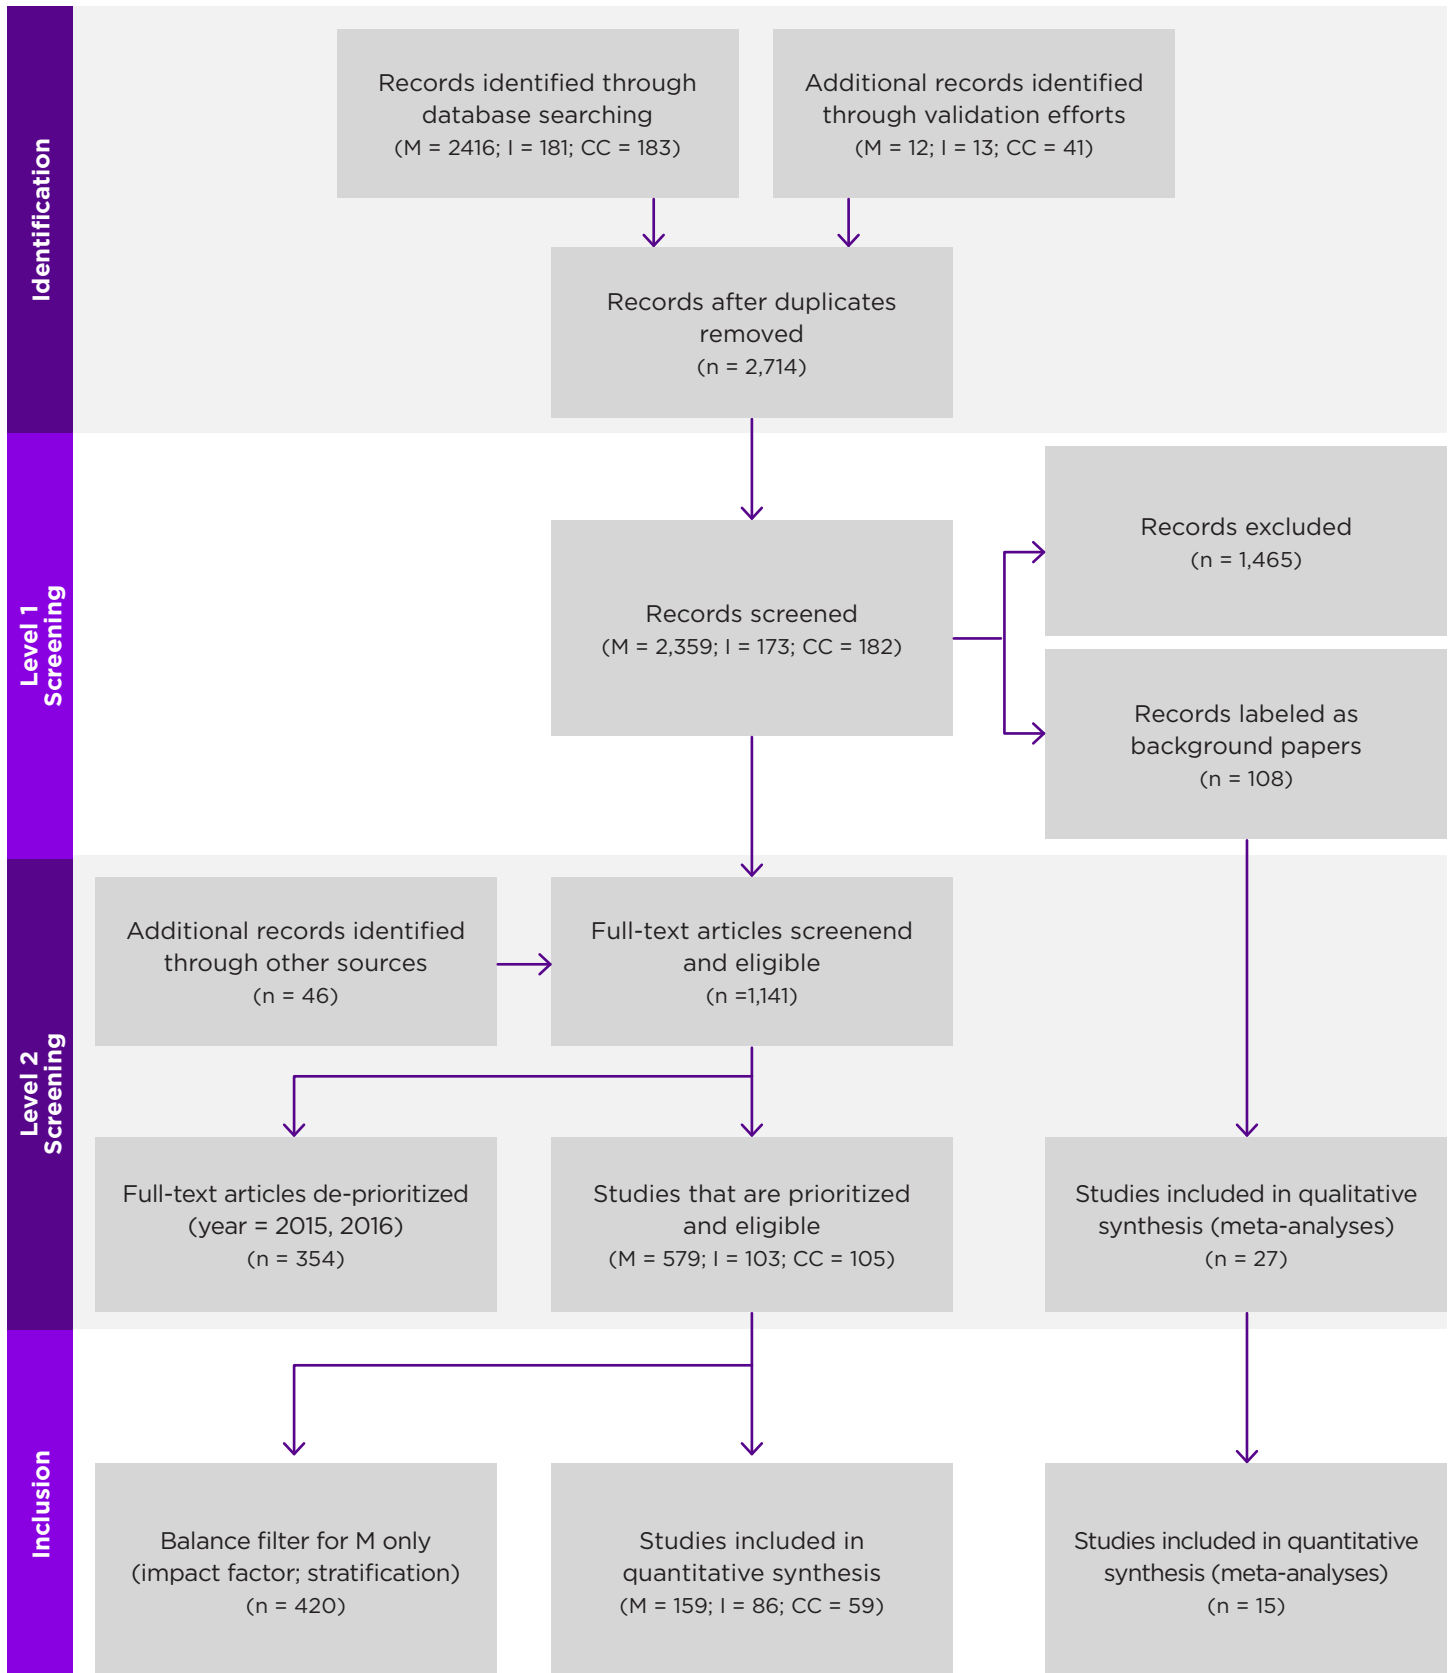 Identification
Records identified through
database searching
(M = 2416; I = 181; CC = 183)
Additional records identified
through validation efforts
(M = 12; I = 13; CC = 41)
Records after duplicates
removed
(n = 2,714)
Level 1
Screening
Records screened
(M = 2,359; I = 173; CC = 182)
Records excluded
(n = 1,465)
Records labeled as
background papers
(n = 108)
Level 2
Screening
Additional records identified
through other sources
(n = 46)
Full-text articles screenend
and eligible
(n =1,141)
Full-text articles de-prioritized
(year = 2015, 2016)
(n = 354)
Studies that are prioritized
and eligible
(M = 579; I = 103; CC = 105)
Studies included in qualitative
synthesis (meta-analyses)
(n = 27)
Inclusion
Balance filter for M only
(impact factor; stratification)
(n = 420)
Studies included in
quantitative synthesis
(M = 159; I = 86; CC = 59)
Studies included in quantitative
synthesis (meta-analyses)
(n = 15)